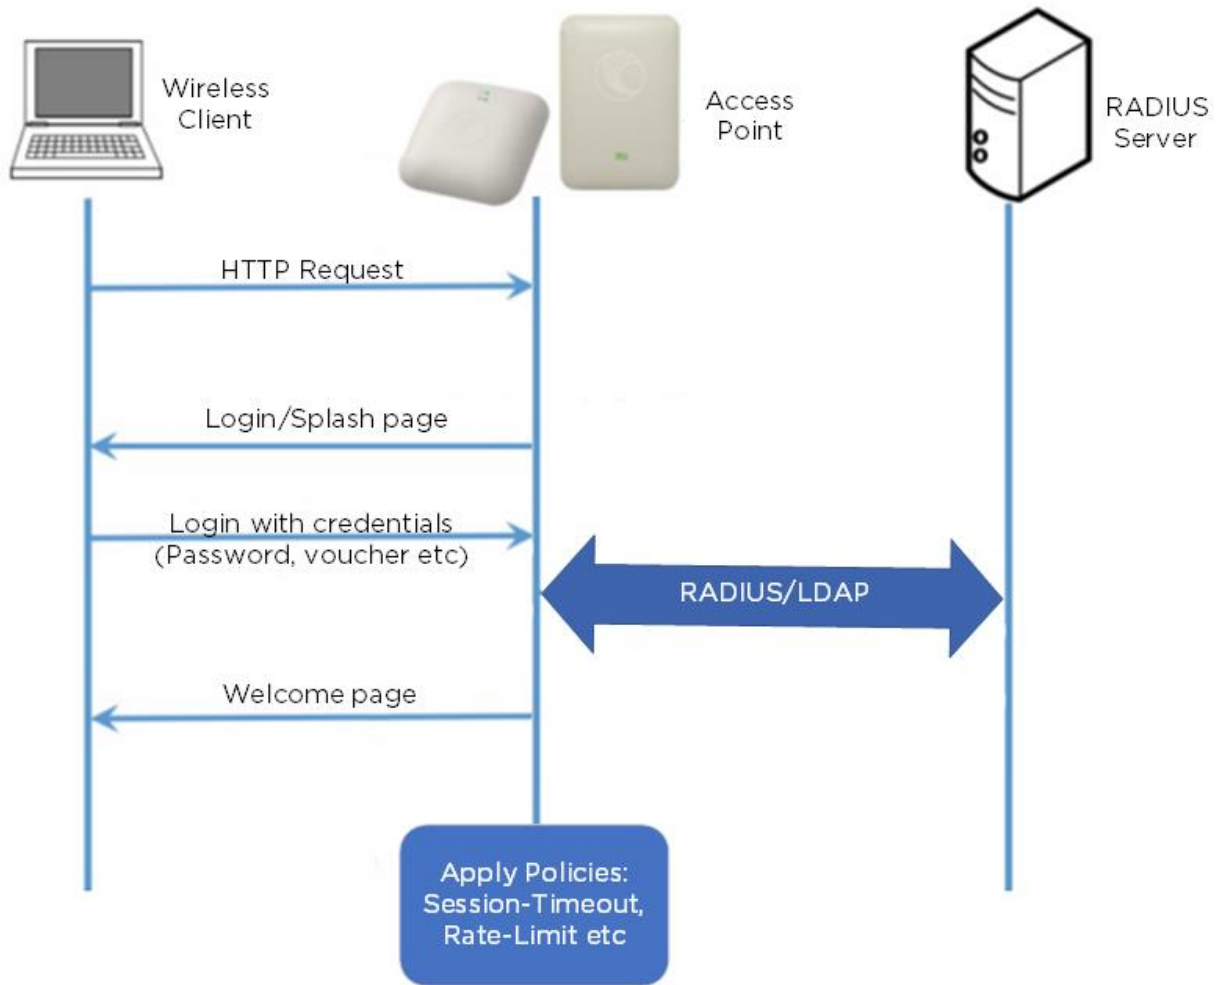 Wireless
Client
Access
Point
RADIUS
Server
HTTP Request
Login/Splash page
Login with credentials
(Password, voucher etc)
RADIUS/LDAP
Welcome page
Apply Policies:
Session-Timeout,
Rate-Limit etc